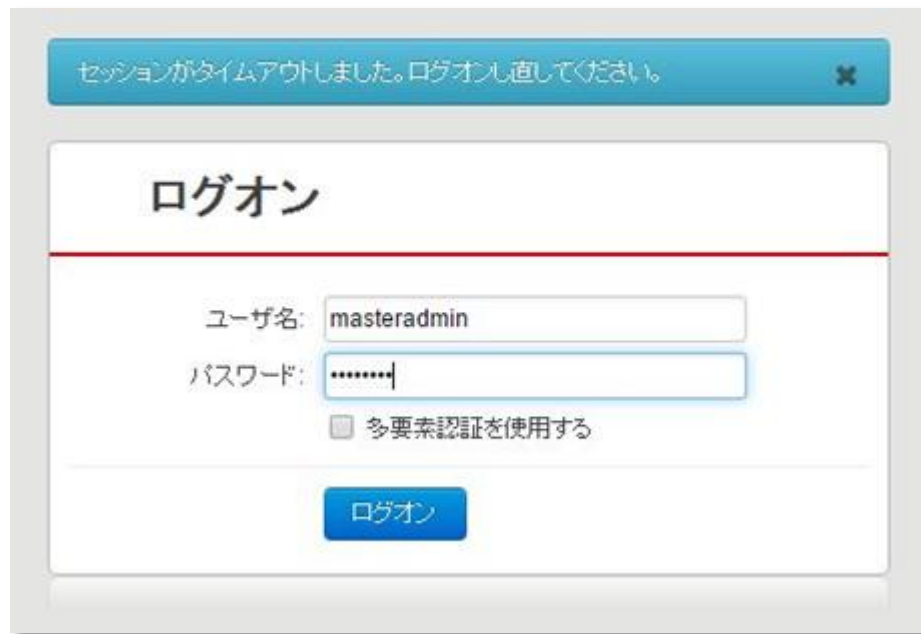 セッションがタイムアウトしました。ログオンし直してください。
ログオン
ユーザ名: masteradmin
パスワード: ••••••••
多要素認証を使用する
ログオン